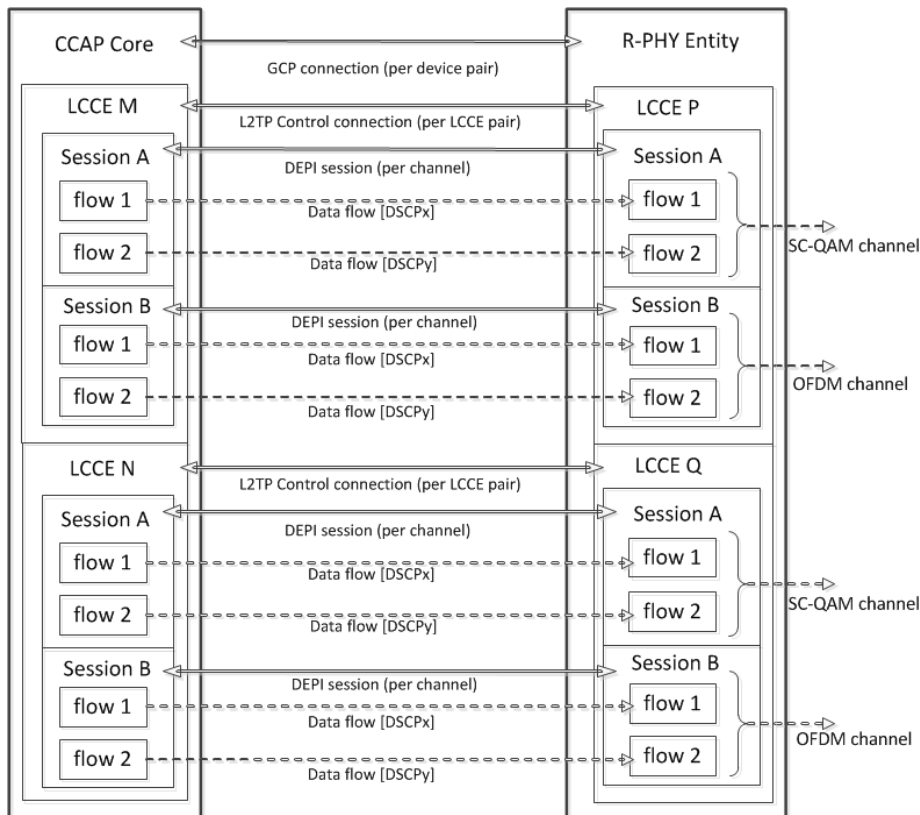 CCAP Core
R-PHY Entity
GCP connection (per device pair)
LCCE M
LCCE P
L2TP Control connection (per LCCE pair)
Session A
Session A
DEPI session (per channel)
flow 1
flow 1
Data flow [DSCPx]
SC-QAM channel
flow 2
flow 2
Data flow [DSCPy]
Session B
Session B
DEPI session (per channel)
flow 1
flow 1
Data flow [DSCPx]
OFDM channel
flow 2
flow 2
Data flow [DSCPy]
LCCE N
LCCE Q
L2TP Control connection (per LCCE pair)
Session A
Session A
DEPI session (per channel)
flow 1
flow 1
Data flow [DSCPx]
SC-QAM channel
flow 2
flow 2
Data flow [DSCPy]
Session B
Session B
DEPI session (per channel)
flow 1
flow 1
Data flow [DSCPx]
OFDM channel
flow 2
flow 2
Data flow [DSCPy]